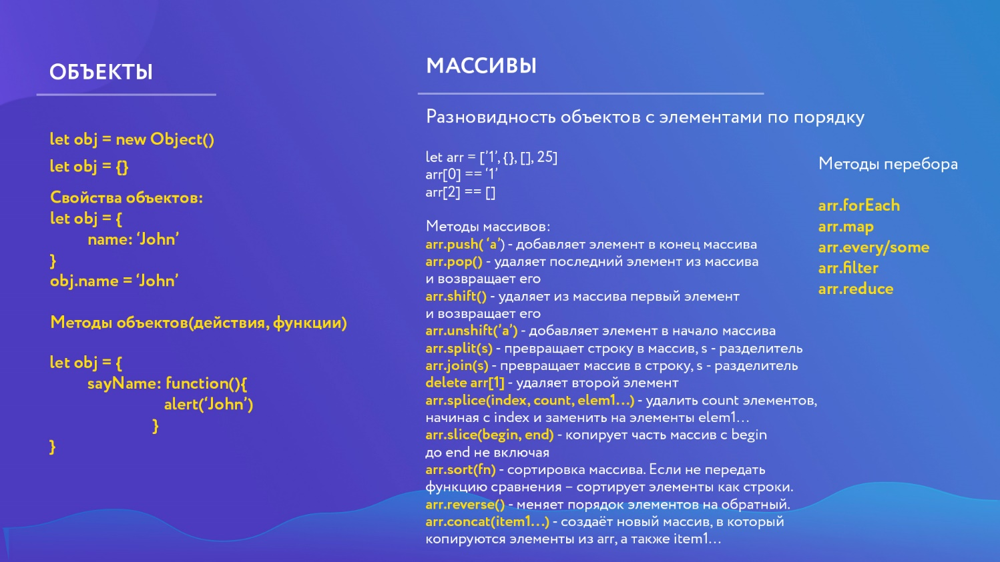 ОБЪЕКТЫ
let obj = new Object()
let obj = {}
Свойства объектов:
let obj = {
name: ‘John’
}
obj.name = ‘John’
Методы объектов(действия, функции)
let obj = {
sayName: function(){
alert(‘John’)
}
}
МАССИВЫ
Разновидность объектов с элементами по порядку
let arr = [’1’, {}, [], 25]
arr[0] == ‘1’
arr[2] == []
Методы массивов:
arr.push( ‘a’) - добавляет элемент в конец массива
arr.pop() - удаляет последний элемент из массива
и возвращает его
arr.shift() - удаляет из массива первый элемент
и возвращает его
arr.unshift(’a’) - добавляет элемент в начало массива
arr.split(s) - превращает строку в массив, s - разделитель
arr.join(s) - превращает массив в строку, s - разделитель
delete arr[1] - удаляет второй элемент
arr.splice(index, count, elem1...) - удалить count элементов,
начиная с index и заменить на элементы elem1...
arr.slice(begin, end) - копирует часть массив с begin
до end не включая
arr.sort(fn) - сортировка массива. Если не передать
функцию сравнения – сортирует элементы как строки.
arr.reverse() - меняет порядок элементов на обратный.
arr.concat(item1...) - создаёт новый массив, в который
копируются элементы из arr, а также item1...
Методы перебора
arr.forEach
arr.map
arr.every/some
arr.filter
arr.reduce